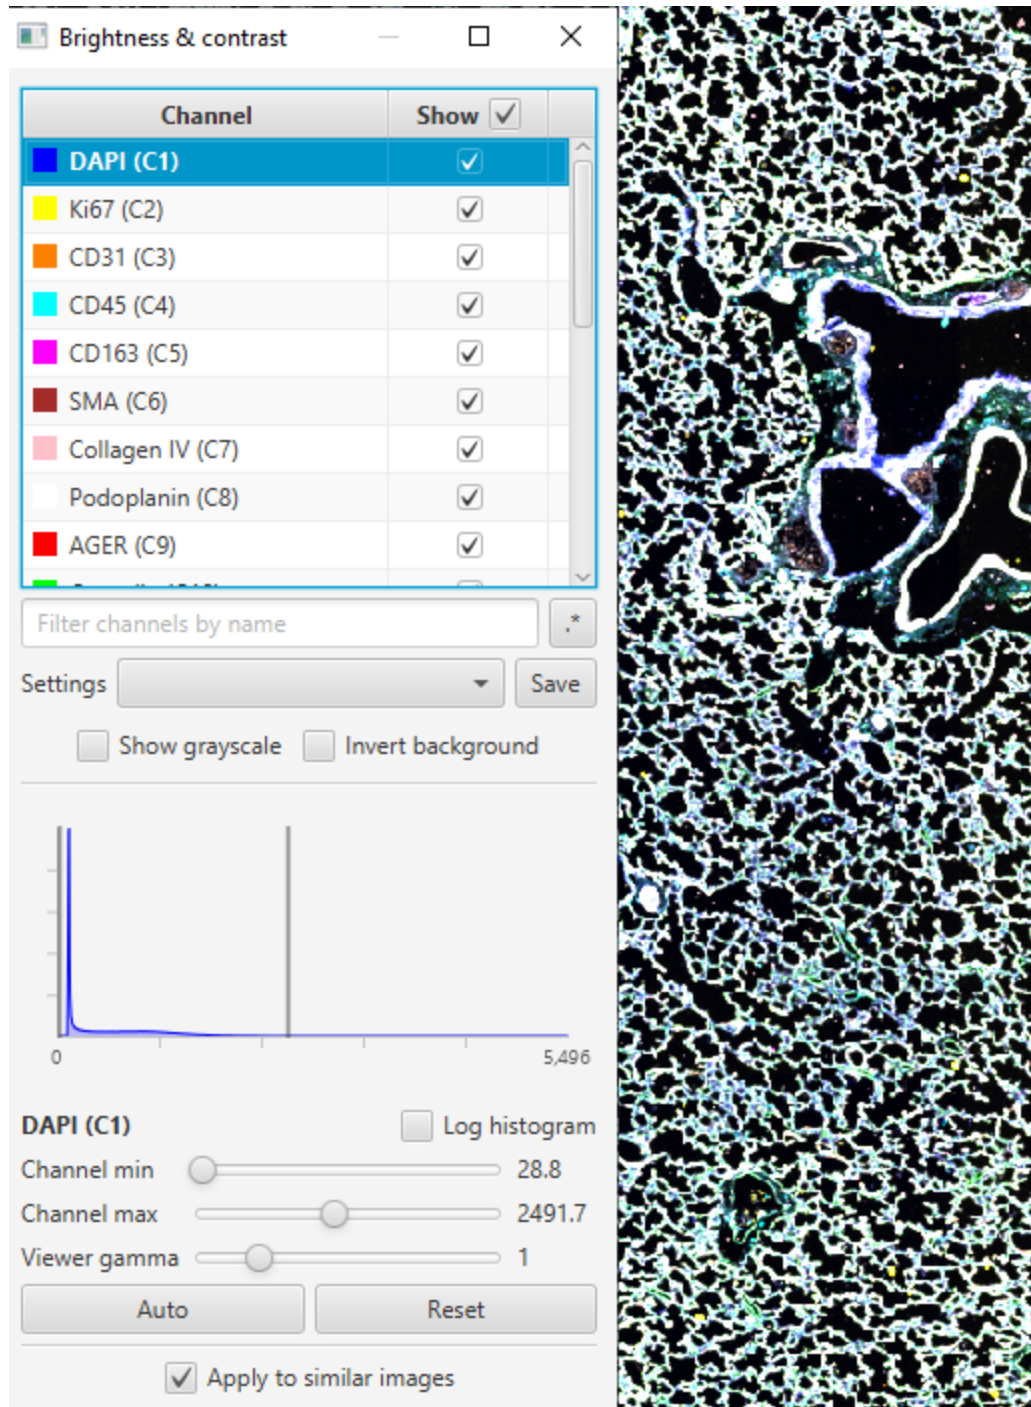 Brightness & contrast
Channel Show
DAPI (C1)
Ki67 (C2)
CD31 (C3)
CD45 (C4)
CD163 (C5)
SMA (C6)
Collagen IV (C7)
Podoplanin (C8)
AGER (C9)
Filter channels by name .*
Settings Save
Show grayscale Invert background
0 5,496
DAPI (C1) Log histogram
Channel min 28.8
Channel max 2491.7
Viewer gamma 1
Auto Reset
Apply to similar images